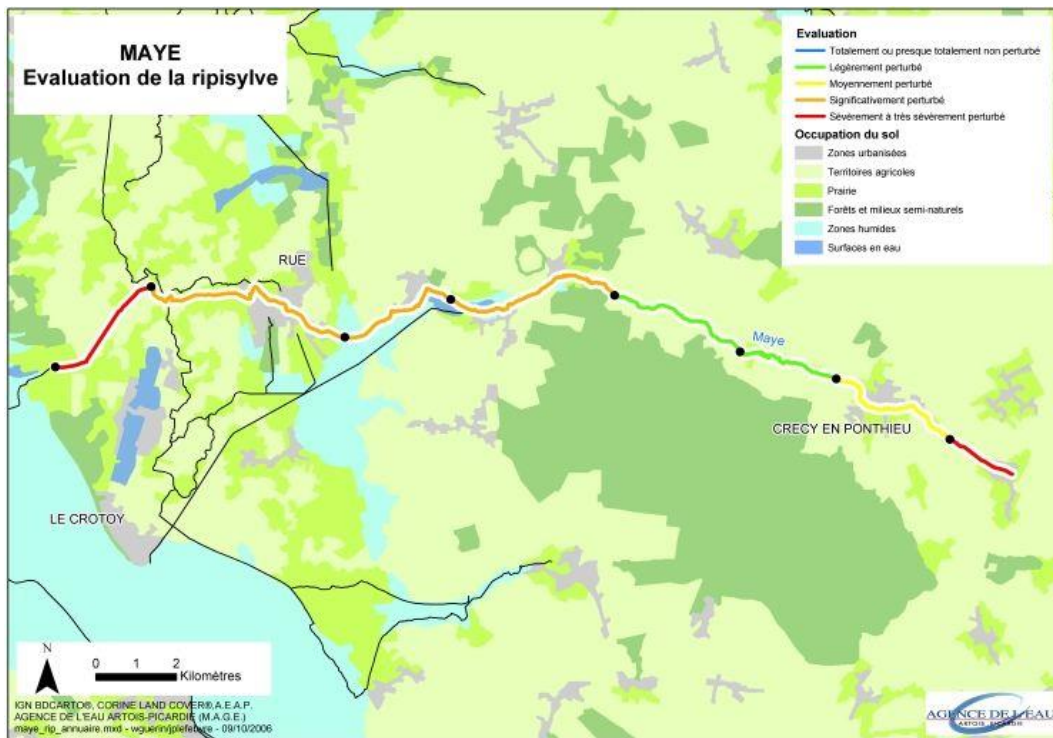 MAYE
Evaluation de la ripisylve
Evaluation
Totalement ou presque totalement non perturbé
Légèrement perturbé
Moyennement perturbé
Significativement perturbé
Sévèrement à très sévèrement perturbé
Occupation du sol
Zones urbanisées
Territoires agricoles
Prairie
Forêts et milieux semi-naturels
Zones humides
Surfaces en eau
RUE
Maye
CRECY EN PONTHIEU
LE CROTOY
N
0 1 2
Kilomètres
IGN BDCARTO®, CORINE LAND COVER®,A.E.A.P.
AGENCE DE L'EAU ARTOIS-PICARDIE (M.A.G.E.)
maye_rip_annuaire.mxd - wguerin/jplefebvre - 09/10/2006
AGENCE DE L'EAU
ARTOIS PICARDIE